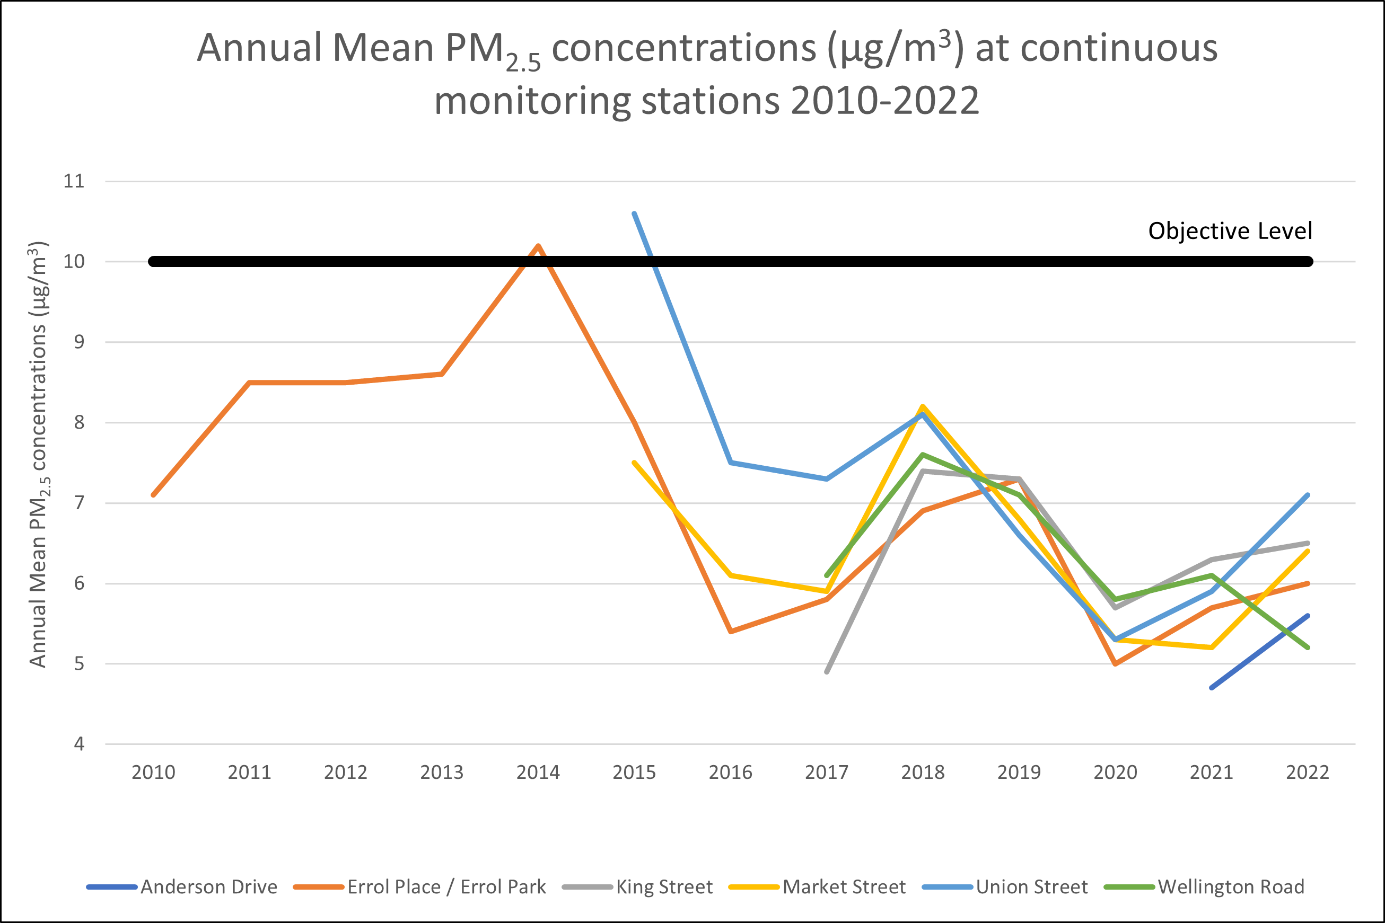 Annual Mean PM₂.₅ concentrations (µg/m³) at continuous
monitoring stations 2010-2022
Annual Mean PM₂.₅ concentrations (µg/m³)
11
10
9
8
7
6
5
4
Objective Level
2010 2011 2012 2013 2014 2015 2016 2017 2018 2019 2020 2021 2022
Anderson Drive Errol Place / Errol Park King Street Market Street Union Street Wellington Road